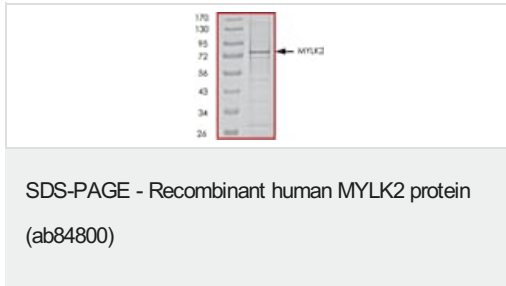 170
130
95
72
MYLK2
56
43
34
26
SDS-PAGE - Recombinant human MYLK2 protein
(ab84800)